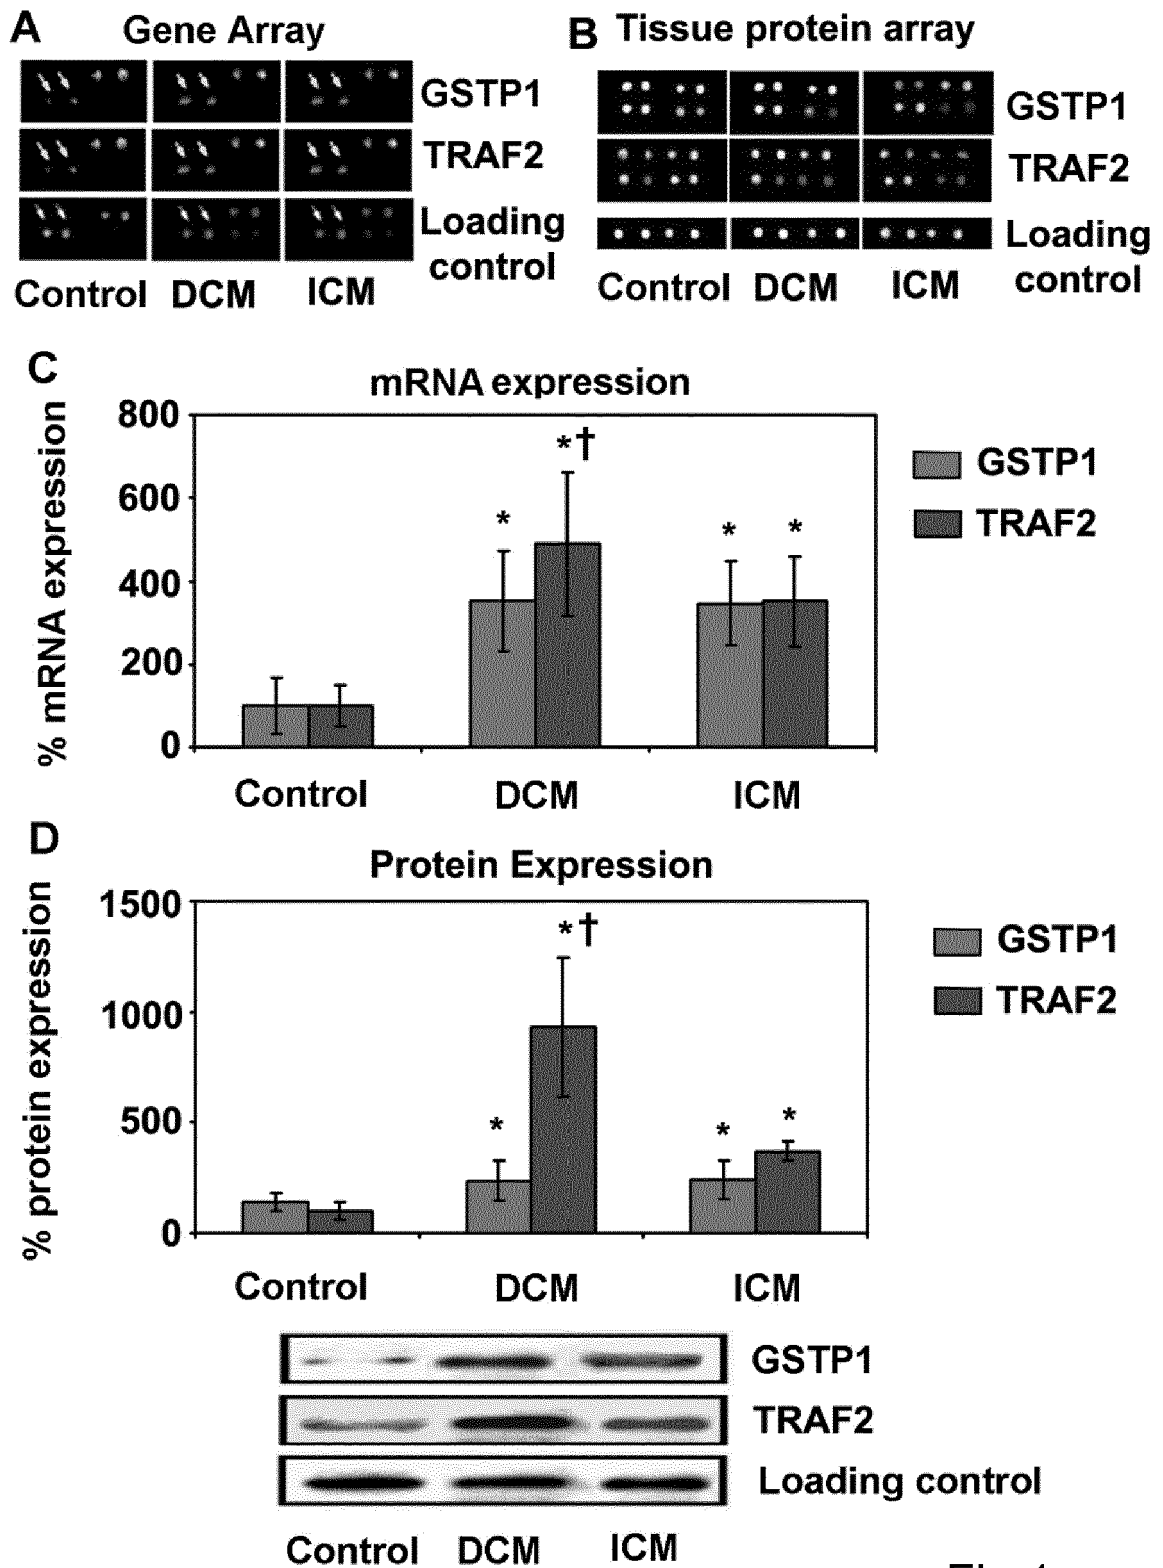 A
Gene Array
GSTP1
TRAF2
Loading
control
Control DCM ICM
B
Tissue protein array
GSTP1
TRAF2
Loading
control
Control DCM ICM
C
mRNA expression
% mRNA expression
800
600
400
200
0
*
*†
*
*
GSTP1
TRAF2
Control DCM ICM
D
Protein Expression
% protein expression
1500
1000
500
0
*
*†
*
*
GSTP1
TRAF2
Control DCM ICM
GSTP1
TRAF2
Loading control
Control DCM ICM